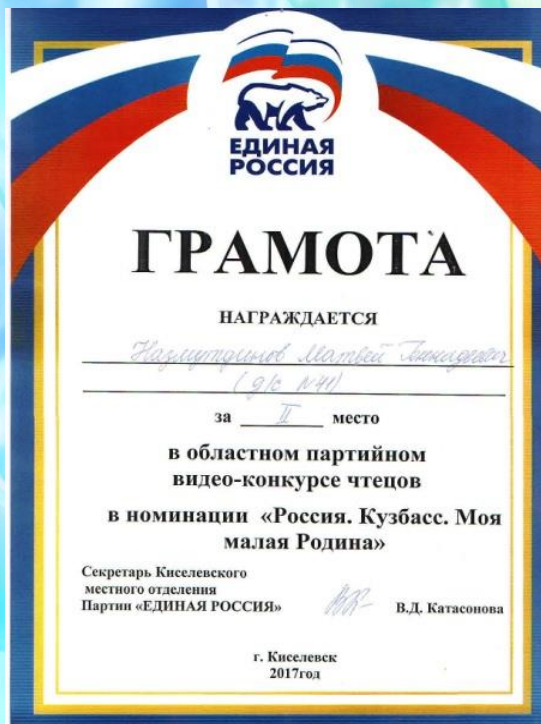 ЕДИНАЯ
РОССИЯ
ГРАМОТА
НАГРАЖДАЕТСЯ
Назмутдинов Матвей
(д/с №41)
за II место
в областном партийном
видео-конкурсе чтецов
в номинации «Россия. Кузбасс. Моя
малая Родина»
Секретарь Киселевского
местного отделения
Партии «ЕДИНАЯ РОССИЯ» В.Д. Катасонова
г. Киселевск
2017год